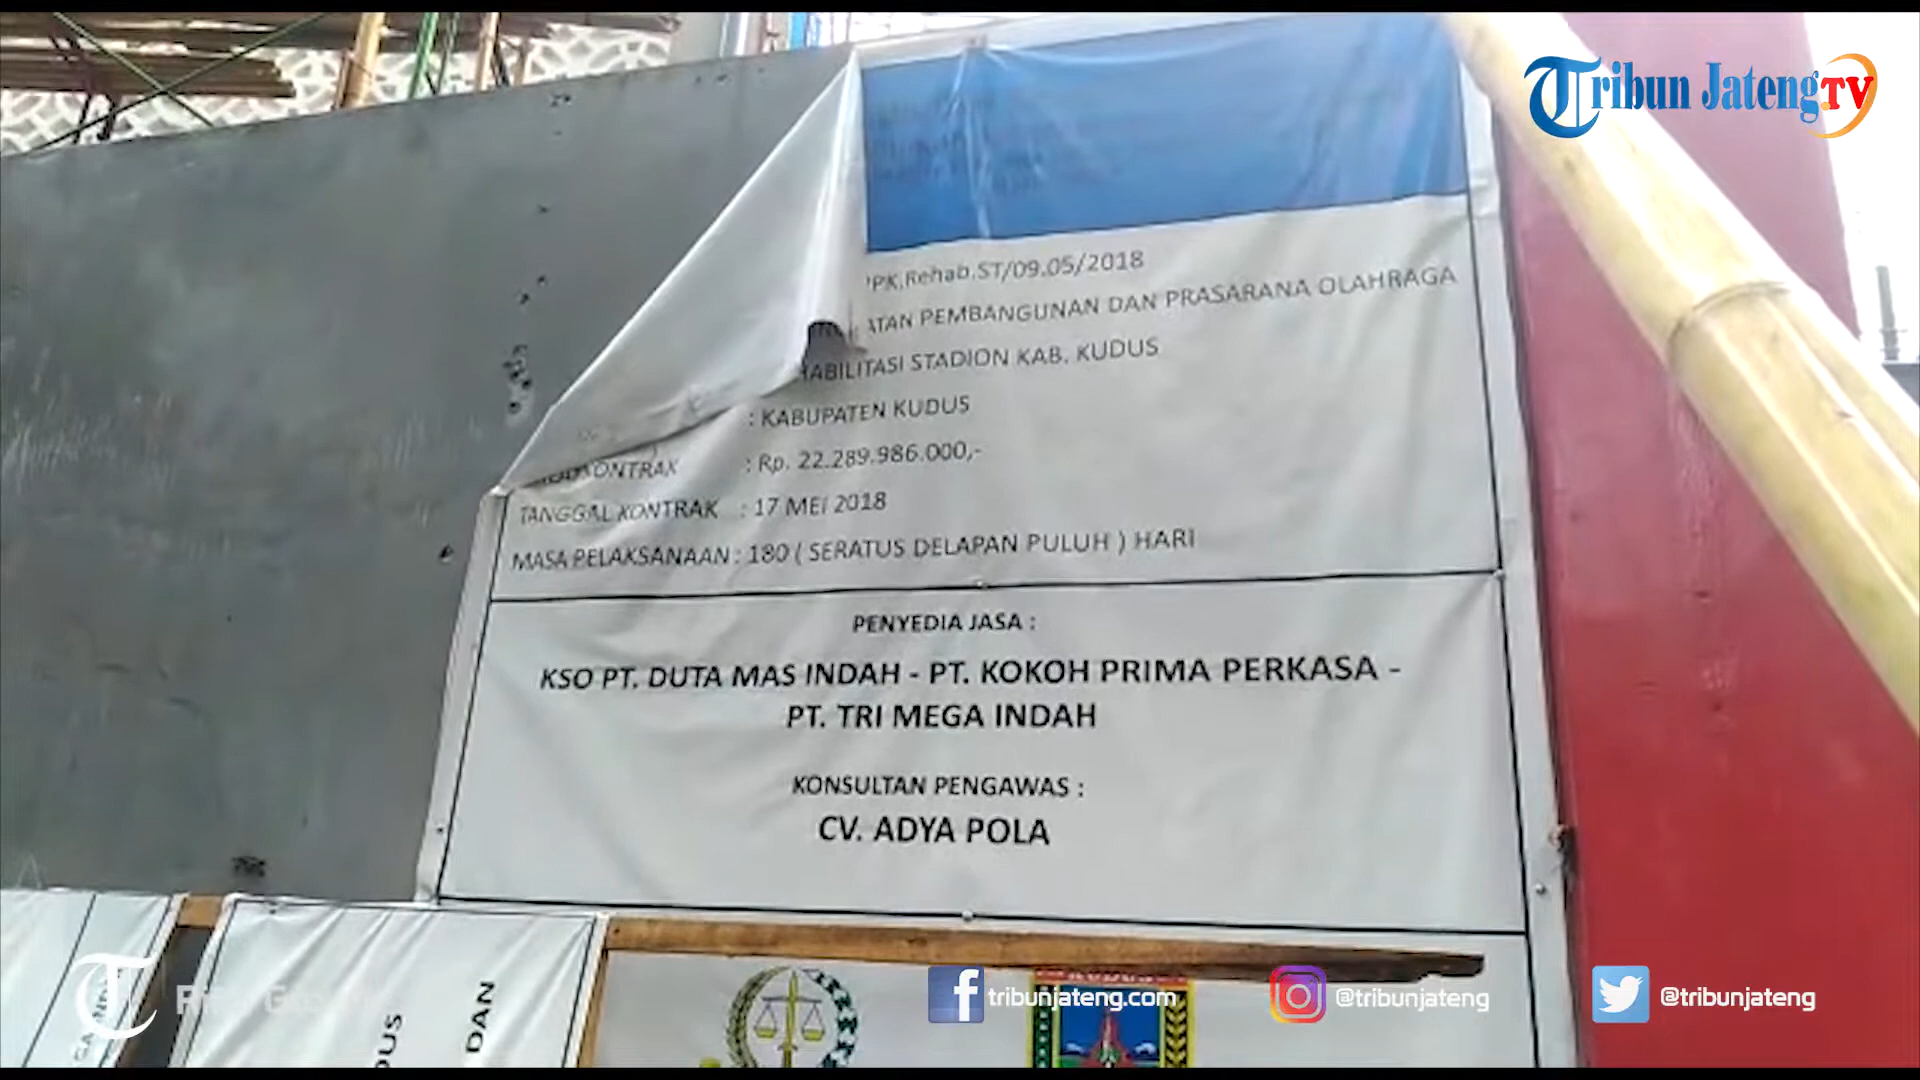 Tribun Jateng.TV
PPK.Rehab.ST/09.05/2018
ATAN PEMBANGUNAN DAN PRASARANA OLAHRAGA
HABILITASI STADION KAB. KUDUS
: KABUPATEN KUDUS
KONTRAK : Rp. 22.289.986.000,-
TANGGAL KONTRAK : 17 MEI 2018
MASA PELAKSANAAN : 180 ( SERATUS DELAPAN PULUH ) HARI
PENYEDIA JASA :
KSO PT. DUTA MAS INDAH - PT. KOKOH PRIMA PERKASA -
PT. TRI MEGA INDAH
KONSULTAN PENGAWAS :
CV. ADYA POLA
DUS
DAN
tribunjateng.com
@tribunjateng
@tribunjateng